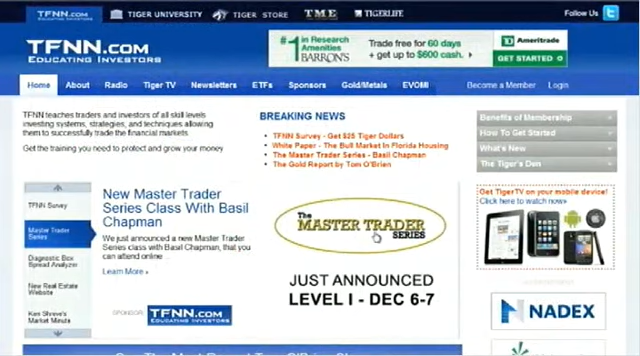 TFNN.COM EDUCATING INVESTORS TIGER UNIVERSITY TIGER STORE TME TIGERLIFE Follow Us
TFNN.COM
EDUCATING INVESTORS
#1 in Research Amenities BARRON'S
Trade free for 60 days
+ get up to $600 cash.
TD Ameritrade
GET STARTED
Home About Radio Tiger TV Newsletters ETFs Sponsors Gold/Metals EVOMI Become a Member Login
TFNN teaches traders and investors of all skill levels
investing systems, strategies, and techniques allowing
them to successfully trade the financial markets
Get the training you need to protect and grow your money
BREAKING NEWS
TFNN Survey - Get $25 Tiger Dollars
White Paper - The Bull Market In Florida Housing
The Master Trader Series - Basil Chapman
The Gold Report by Tom O'Brien
Benefits of Membership
How To Get Started
What's New
The Tiger's Den
TFNN Survey
Master Trader
Series
Diagnostic Box
Spread Analyzer
New Real Estate
Website
Ken Shreve's
Market Minute
New Master Trader
Series Class With Basil
Chapman
We just announced a new Master Trader
Series class with Basil Chapman, that you
can attend online
Learn More
SPONSOR TFNN.COM
EDUCATING INVESTORS
The
MASTER TRADER
SERIES
JUST ANNOUNCED
LEVEL I - DEC 6-7
Get TigerTV on your mobile device!
Click here to watch now
NADEX